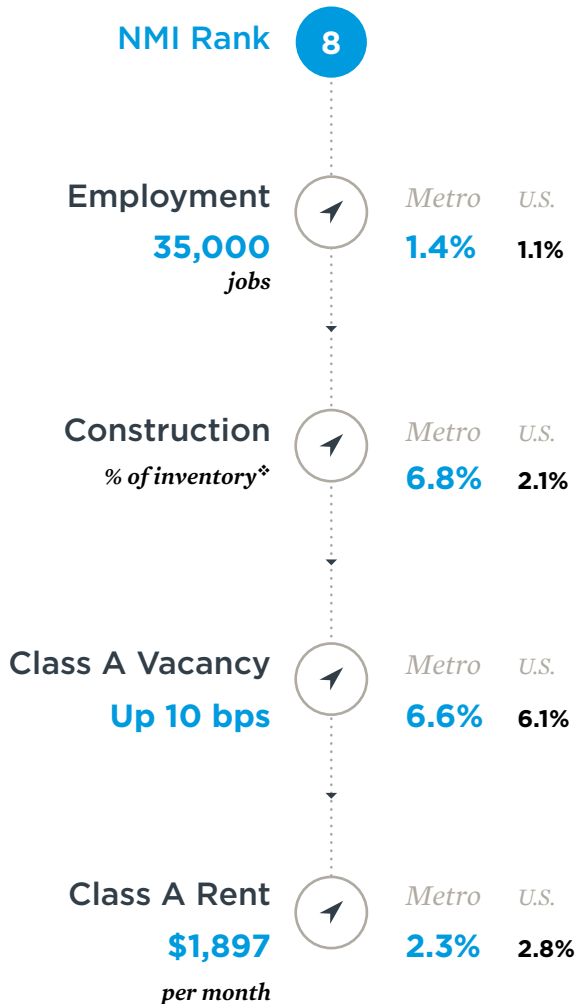 NMI Rank 8
Employment Metro U.S.
35,000 1.4% 1.1%
jobs
Construction Metro U.S.
% of inventory❖ 6.8% 2.1%
Class A Vacancy Metro U.S.
Up 10 bps 6.6% 6.1%
Class A Rent Metro U.S.
$1,897 2.3% 2.8%
per month